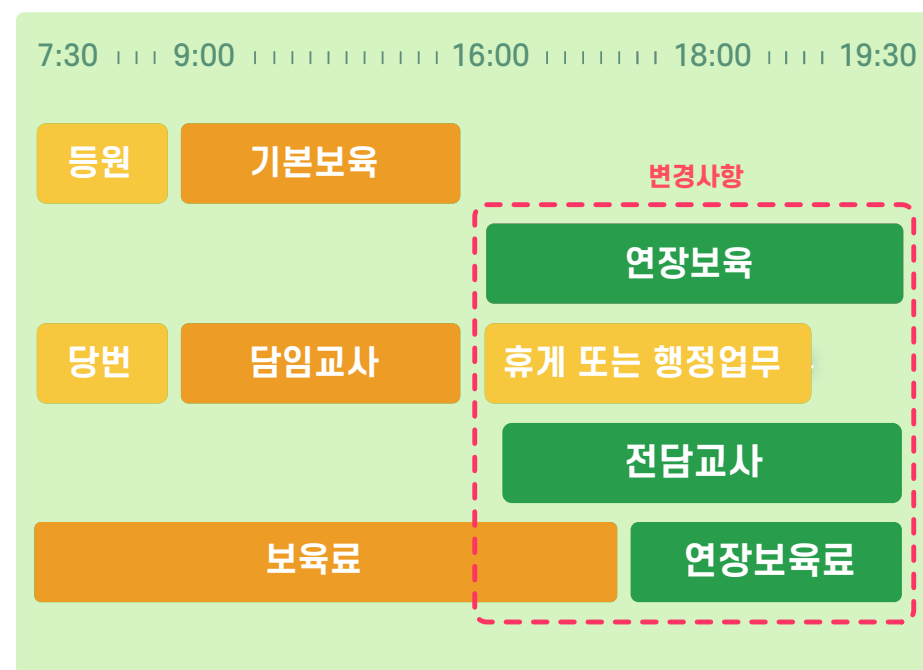 7:30 9:00 16:00 18:00 19:30
등원 기본보육
변경사항
연장보육
당번 담임교사 휴게 또는 행정업무
전담교사
보육료 연장보육료